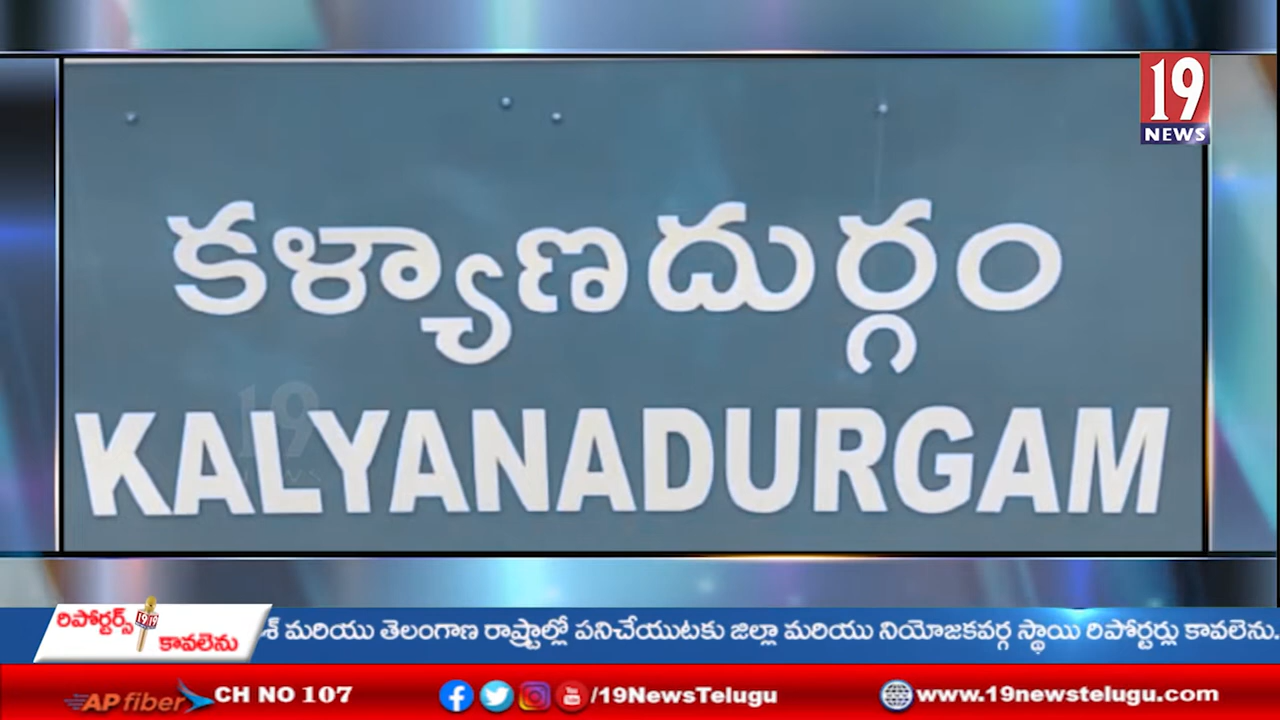 19
NEWS
కళ్యాణదుర్గం
KALYANADURGAM
రిపోర్టర్స్
కావలెను
మరియు తెలంగాణ రాష్ట్రాల్లో పనిచేయుటకు జిల్లా మరియు నియోజకవర్గ స్థాయి రిపోర్టర్లు కావలెను.
AP fiber CH NO 107 /19NewsTelugu www.19newstelugu.com